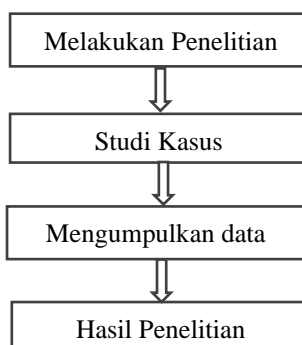 Melakukan Penelitian
Studi Kasus
Mengumpulkan data
Hasil Penelitian